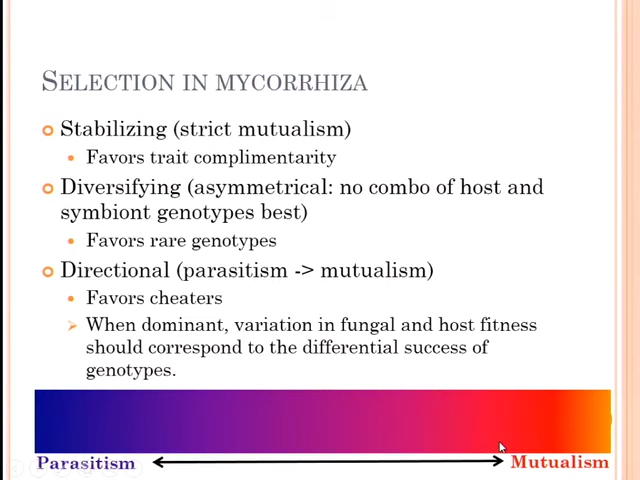 SELECTION IN MYCORRHIZA
Stabilizing (strict mutualism)
Favors trait complimentarity
Diversifying (asymmetrical: no combo of host and
symbiont genotypes best)
Favors rare genotypes
Directional (parasitism -> mutualism)
Favors cheaters
When dominant, variation in fungal and host fitness
should correspond to the differential success of
genotypes.
Parasitism Mutualism